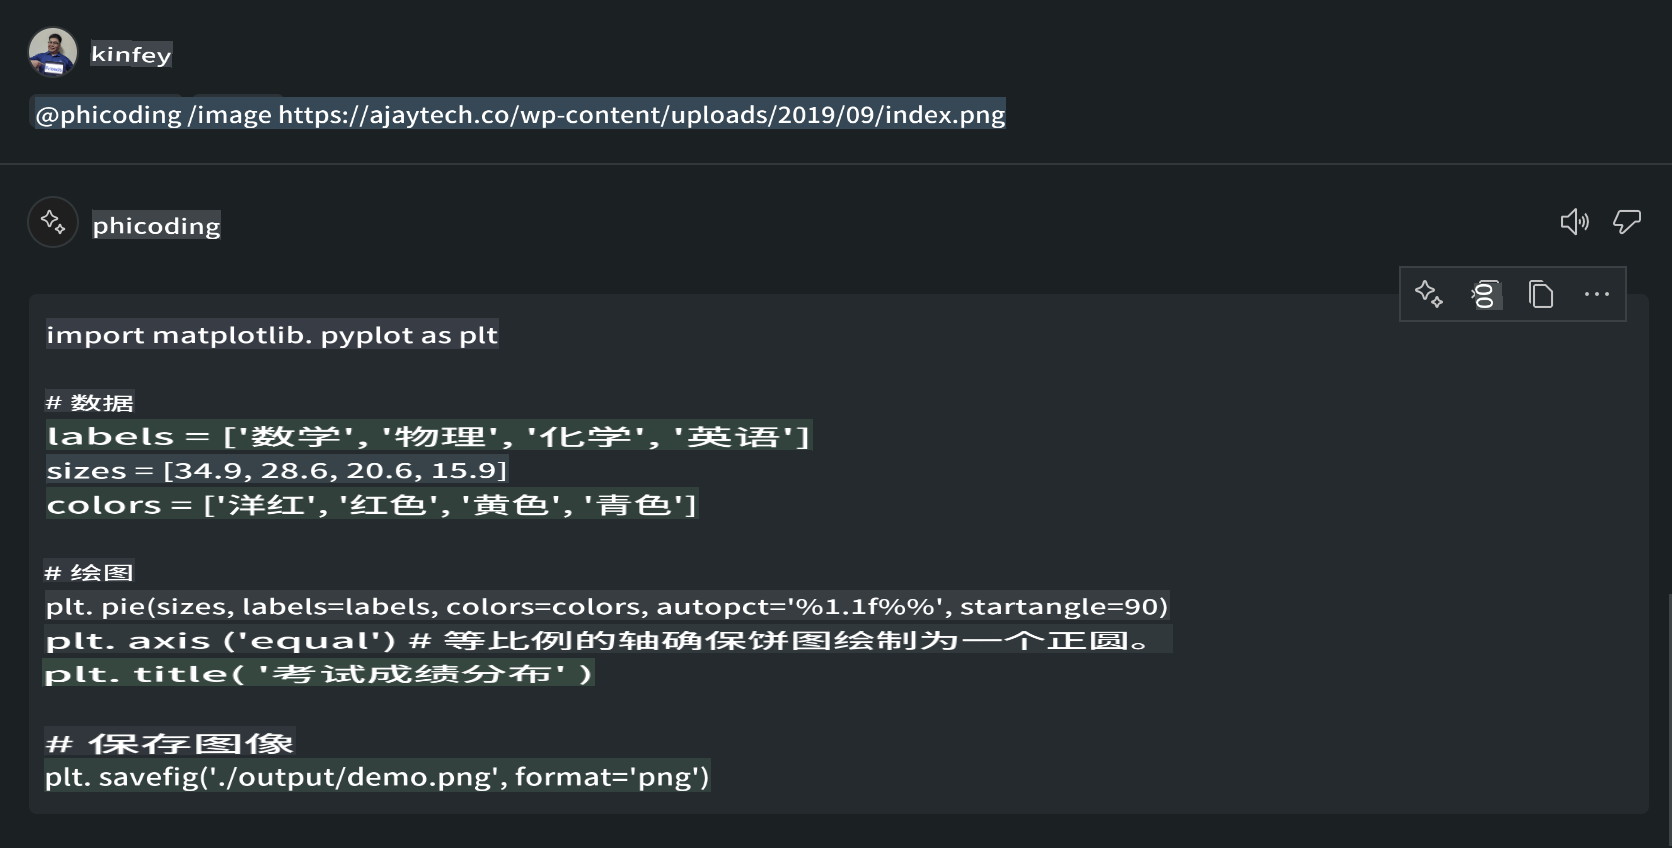 kinfey
@phicoding /image https://ajaytech.co/wp-content/uploads/2019/09/index.png
phicoding
import matplotlib. pyplot as plt
# 数据
labels = ['数学', '物理', '化学', '英语']
sizes = [34.9, 28.6, 20.6, 15.9]
colors = ['洋红', '红色', '黄色', '青色']
# 绘图
plt. pie(sizes, labels=labels, colors=colors, autopct='%1.1f%%', startangle=90)
plt. axis ('equal') # 等比例的轴确保饼图绘制为一个正圆。
plt. title( '考试成绩分布' )
# 保存图像
plt. savefig('./output/demo.png', format='png')